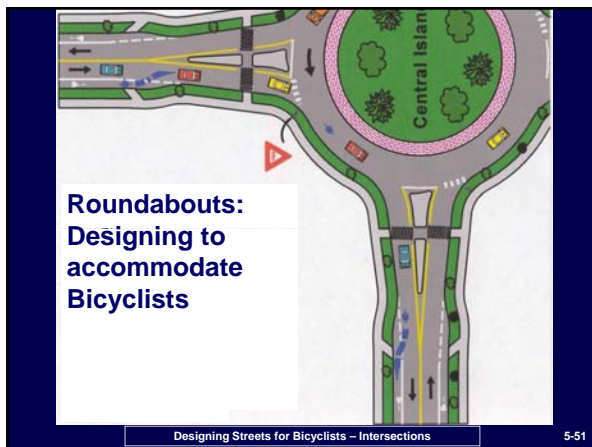 Central Island
Roundabouts:
Designing to
accommodate
Bicyclists
Designing Streets for Bicyclists – Intersections
5-51